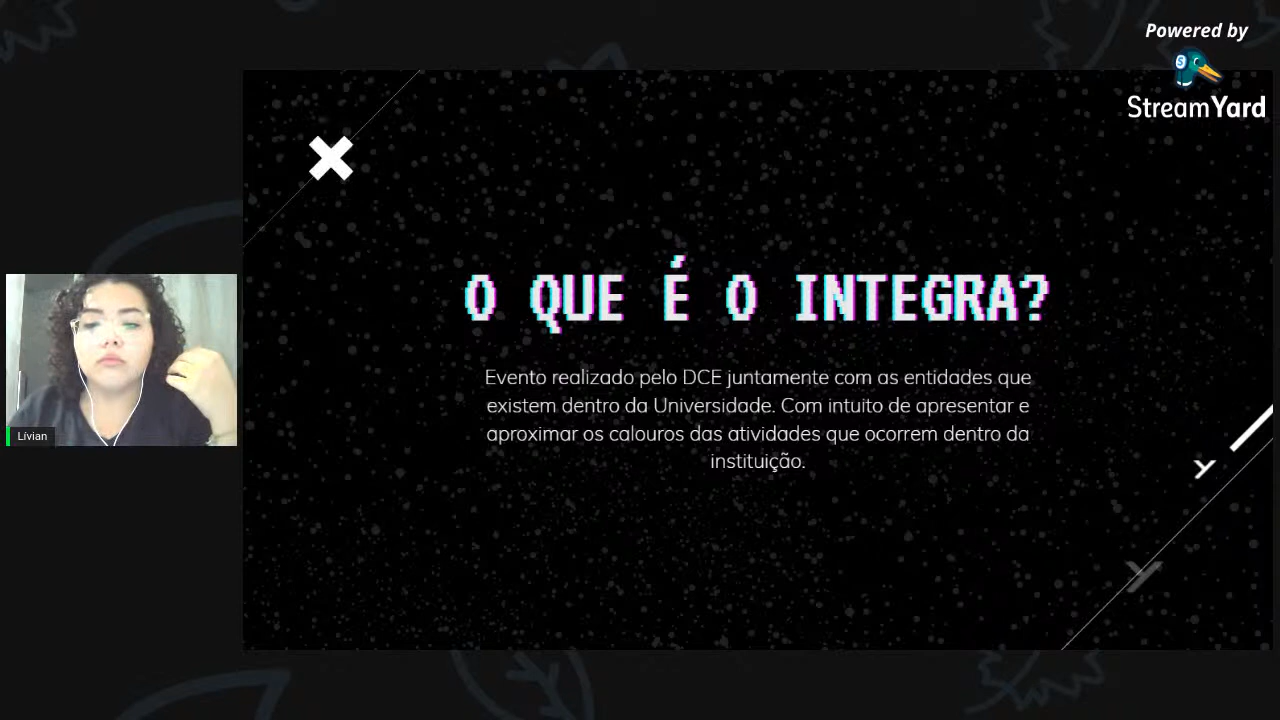 Powered by
StreamYard
O QUE É O INTEGRA?
Evento realizado pelo DCE juntamente com as entidades que
existem dentro da Universidade. Com intuito de apresentar e
aproximar os calouros das atividades que ocorrem dentro da
instituição.
Lívian